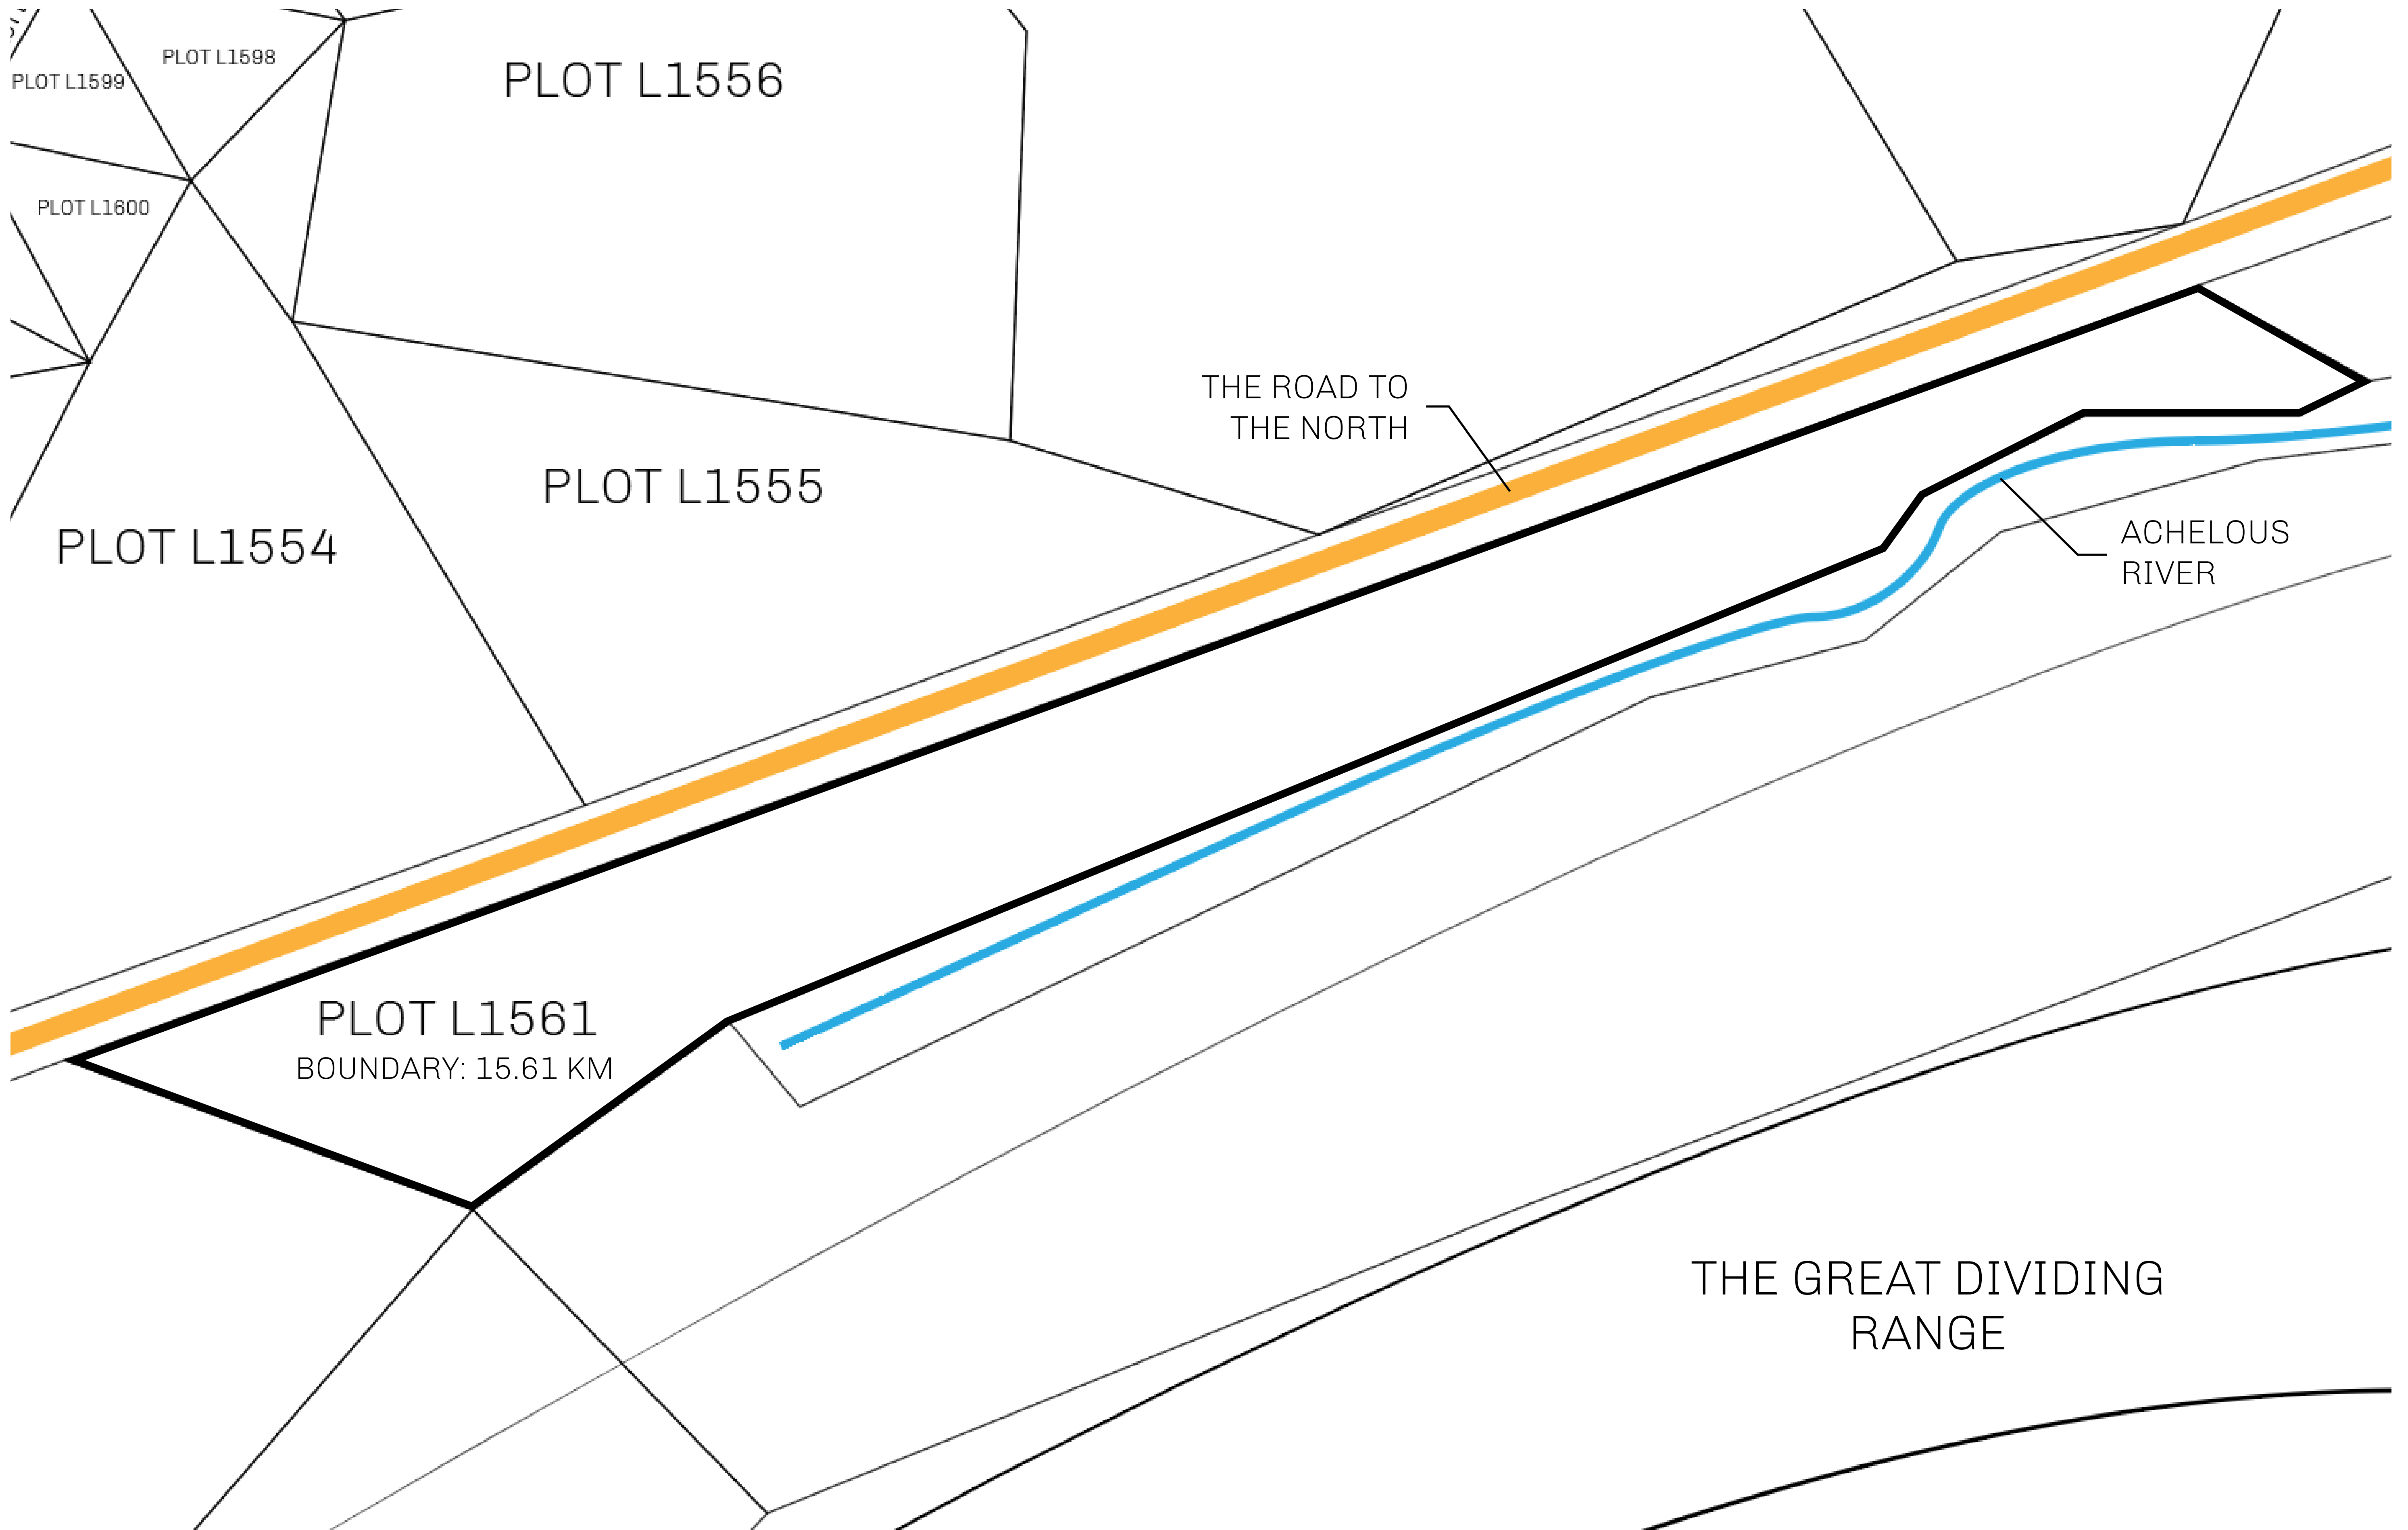 PLOT L1598
PLOT L1599
PLOT L1556
PLOT L1600
THE ROAD TO
THE NORTH
PLOT L1555
PLOT L1554
ACHELOUS
RIVER
PLOT L1561
BOUNDARY: 15.61 KM
THE GREAT DIVIDING
RANGE